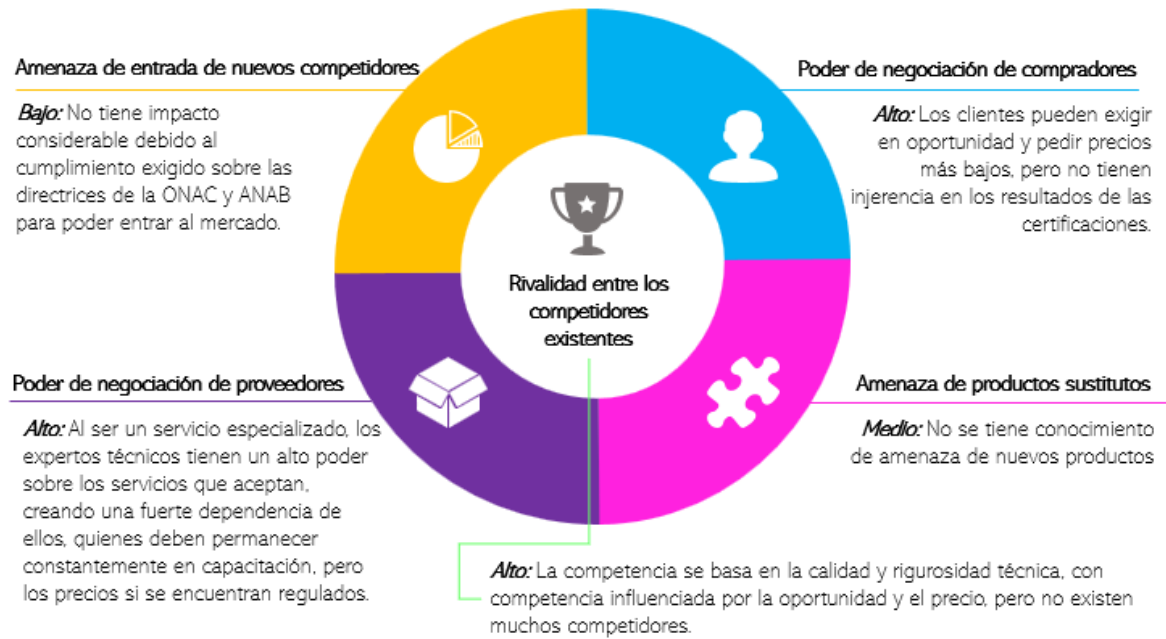 Amenaza de entrada de nuevos competidores
Bajo: No tiene impacto
considerable debido al
cumplimiento exigido sobre las
directrices de la ONAC y ANAB
para poder entrar al mercado.
Poder de negociación de compradores
Alto: Los clientes pueden exigir
en oportunidad y pedir precios
más bajos, pero no tienen
injerencia en los resultados de las
certificaciones.
Rivalidad entre los
competidores
existentes
Poder de negociación de proveedores
Alto: Al ser un servicio especializado, los
expertos técnicos tienen un alto poder
sobre los servicios que aceptan,
creando una fuerte dependencia de
ellos, quienes deben permanecer
constantemente en capacitación, pero
los precios si se encuentran regulados.
Amenaza de productos sustitutos
Medio: No se tiene conocimiento
de amenaza de nuevos productos
Alto: La competencia se basa en la calidad y rigurosidad técnica, con
competencia influenciada por la oportunidad y el precio, pero no existen
muchos competidores.